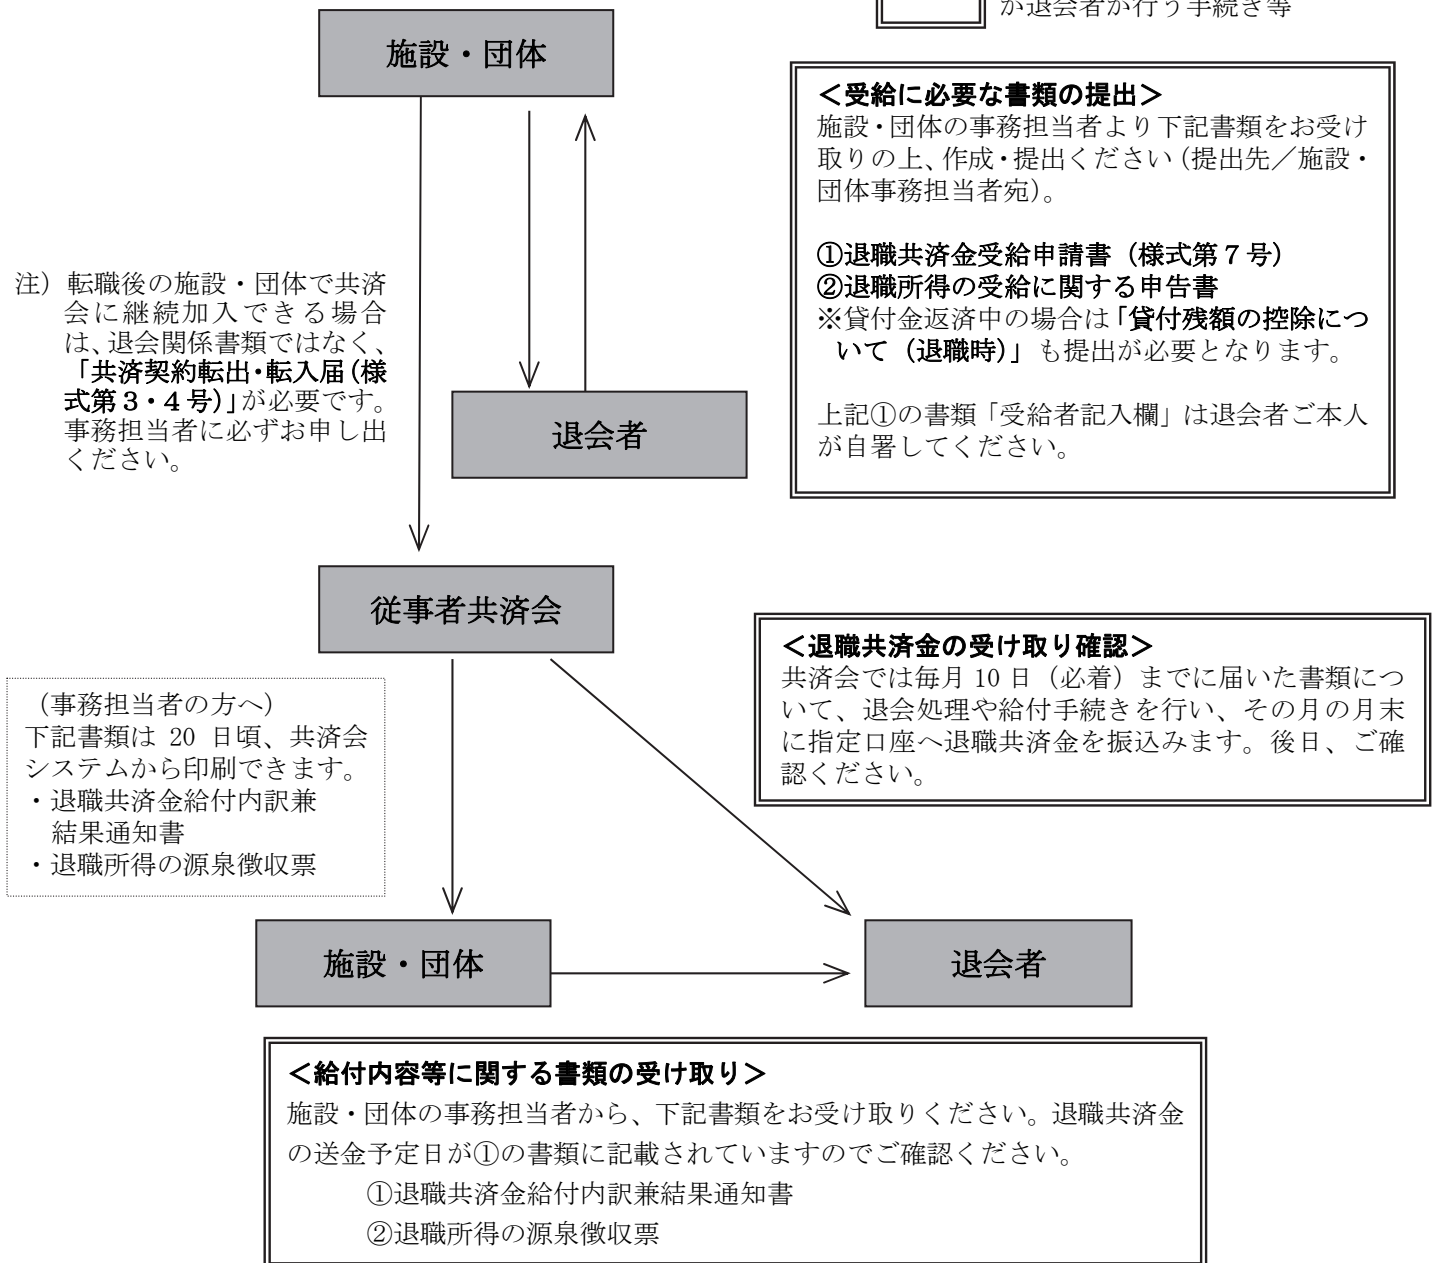 が退会者が行う手続き等
施設・団体
＜受給に必要な書類の提出＞
施設・団体の事務担当者より下記書類をお受け
取りの上、作成・提出ください（提出先／施設・
団体事務担当者宛）。
①退職共済金受給申請書（様式第７号）
②退職所得の受給に関する申告書
※貸付金返済中の場合は「貸付残額の控除につ
いて（退職時）」も提出が必要となります。
上記①の書類「受給者記入欄」は退会者ご本人
が自署してください。
注）転職後の施設・団体で共済
会に継続加入できる場合
は、退会関係書類ではなく、
「共済契約転出・転入届（様
式第３・４号）」が必要です。
事務担当者に必ずお申し出
ください。
退会者
従事者共済会
＜退職共済金の受け取り確認＞
共済会では毎月 10 日（必着）までに届いた書類につ
いて、退会処理や給付手続きを行い、その月の月末
に指定口座へ退職共済金を振込みます。後日、ご確
認ください。
（事務担当者の方へ）
下記書類は 20 日頃、共済会
システムから印刷できます。
・退職共済金給付内訳兼
結果通知書
・退職所得の源泉徴収票
施設・団体
退会者
＜給付内容等に関する書類の受け取り＞
施設・団体の事務担当者から、下記書類をお受け取りください。退職共済金
の送金予定日が①の書類に記載されていますのでご確認ください。
①退職共済金給付内訳兼結果通知書
②退職所得の源泉徴収票